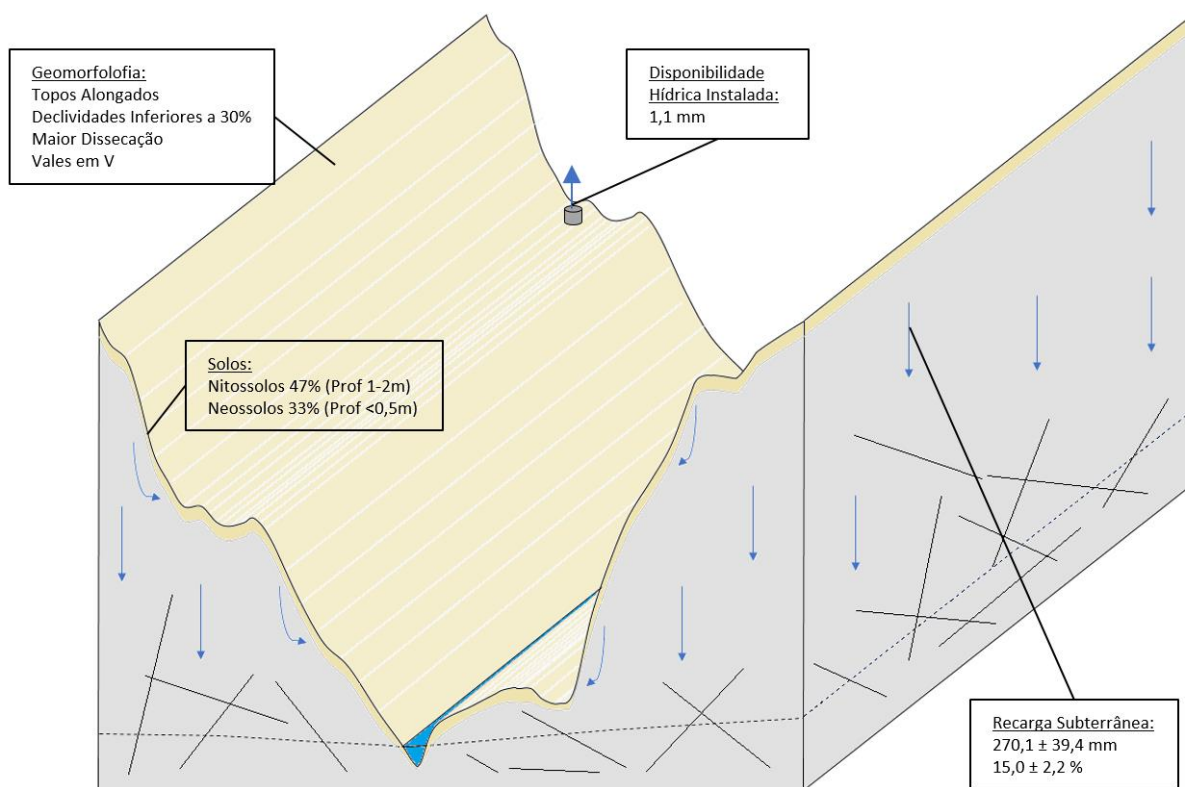 Geomorfolofia:
Topos Alongados
Declividades Inferiores a 30%
Maior Dissecação
Vales em V
Disponibilidade
Hídrica Instalada:
1,1 mm
Solos:
Nitossolos 47% (Prof 1-2m)
Neossolos 33% (Prof <0,5m)
Recarga Subterrânea:
270,1 ± 39,4 mm
15,0 ± 2,2 %